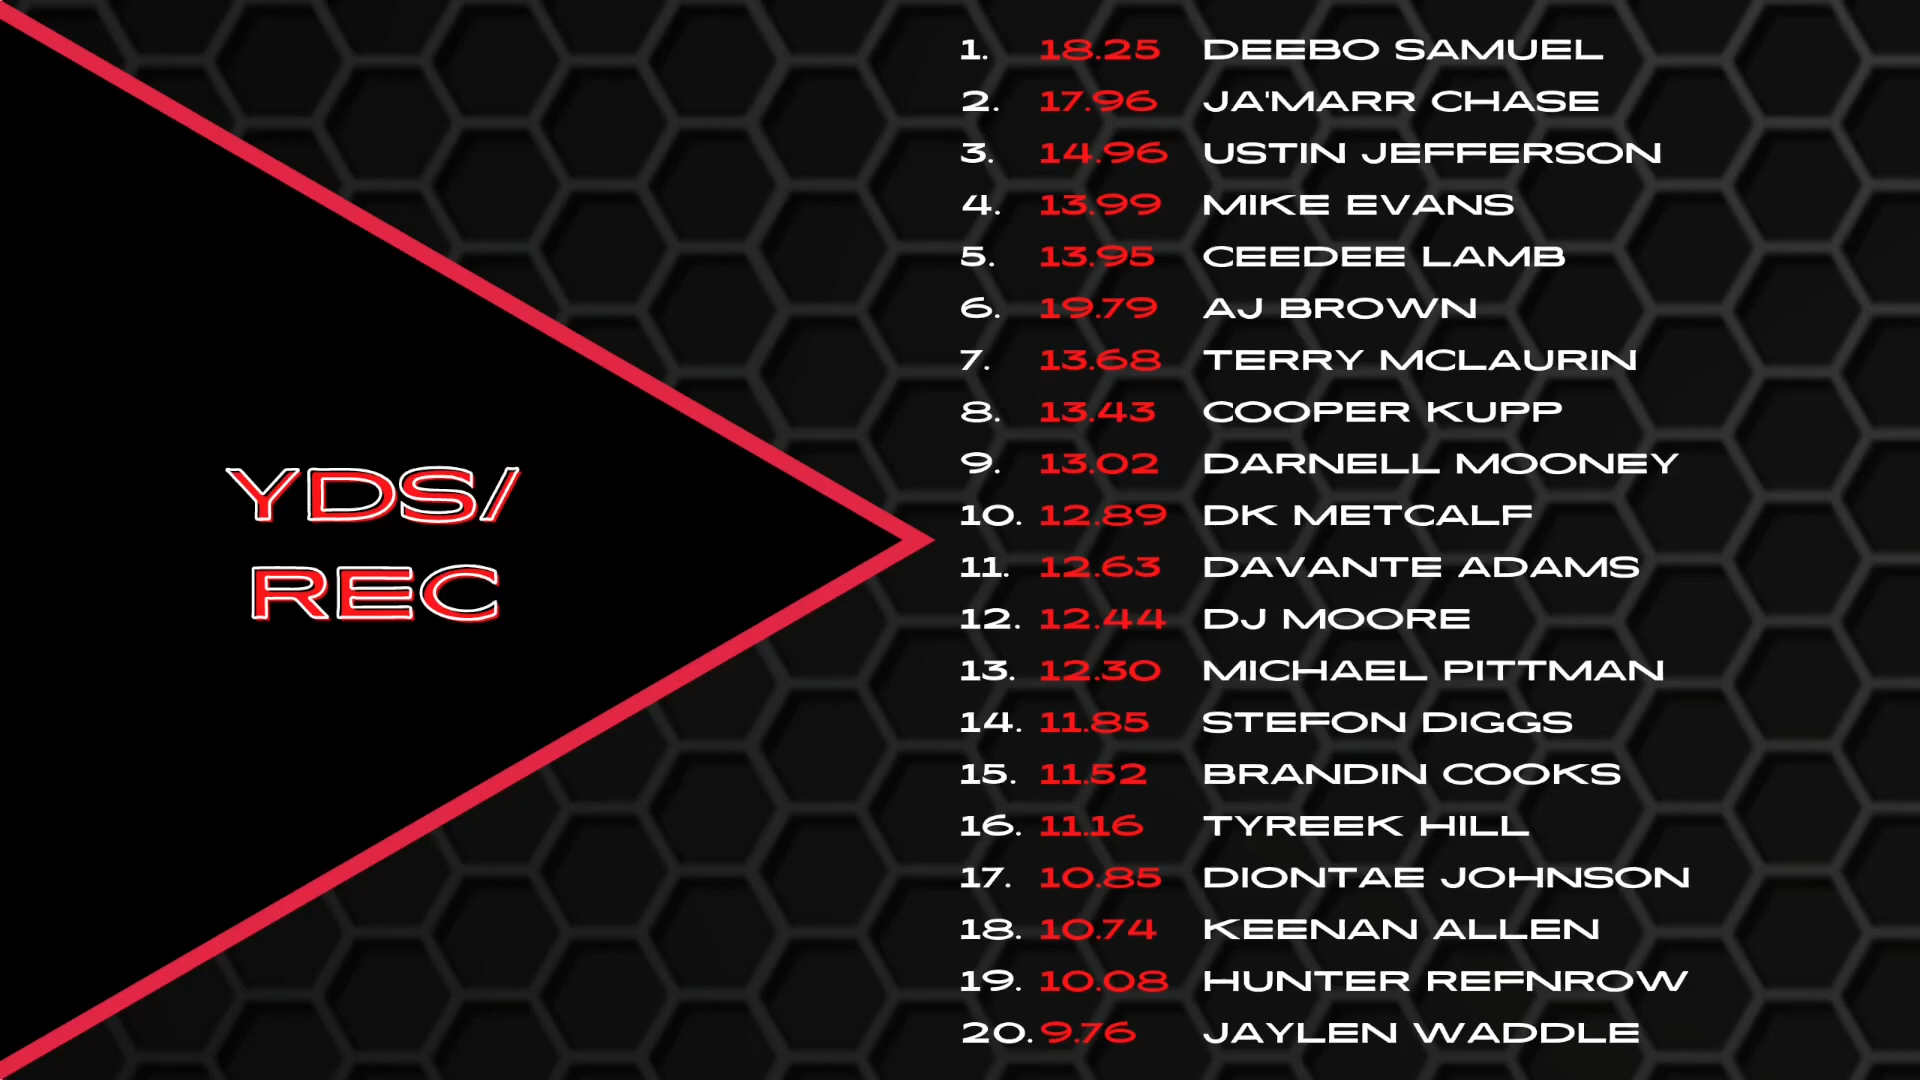 YDS/
REC
1. 18.25 DEEBO SAMUEL
2. 17.96 JA'MARR CHASE
3. 14.96 USTIN JEFFERSON
4. 13.99 MIKE EVANS
5. 13.95 CEEDEE LAMB
6. 19.79 AJ BROWN
7. 13.68 TERRY MCLAURIN
8. 13.43 COOPER KUPP
9. 13.02 DARNELL MOONEY
10. 12.89 DK METCALF
11. 12.63 DAVANTE ADAMS
12. 12.44 DJ MOORE
13. 12.30 MICHAEL PITTMAN
14. 11.85 STEFON DIGGS
15. 11.52 BRANDIN COOKS
16. 11.16 TYREEK HILL
17. 10.85 DIONTAE JOHNSON
18. 10.74 KEENAN ALLEN
19. 10.08 HUNTER REFNROW
20. 9.76 JAYLEN WADDLE